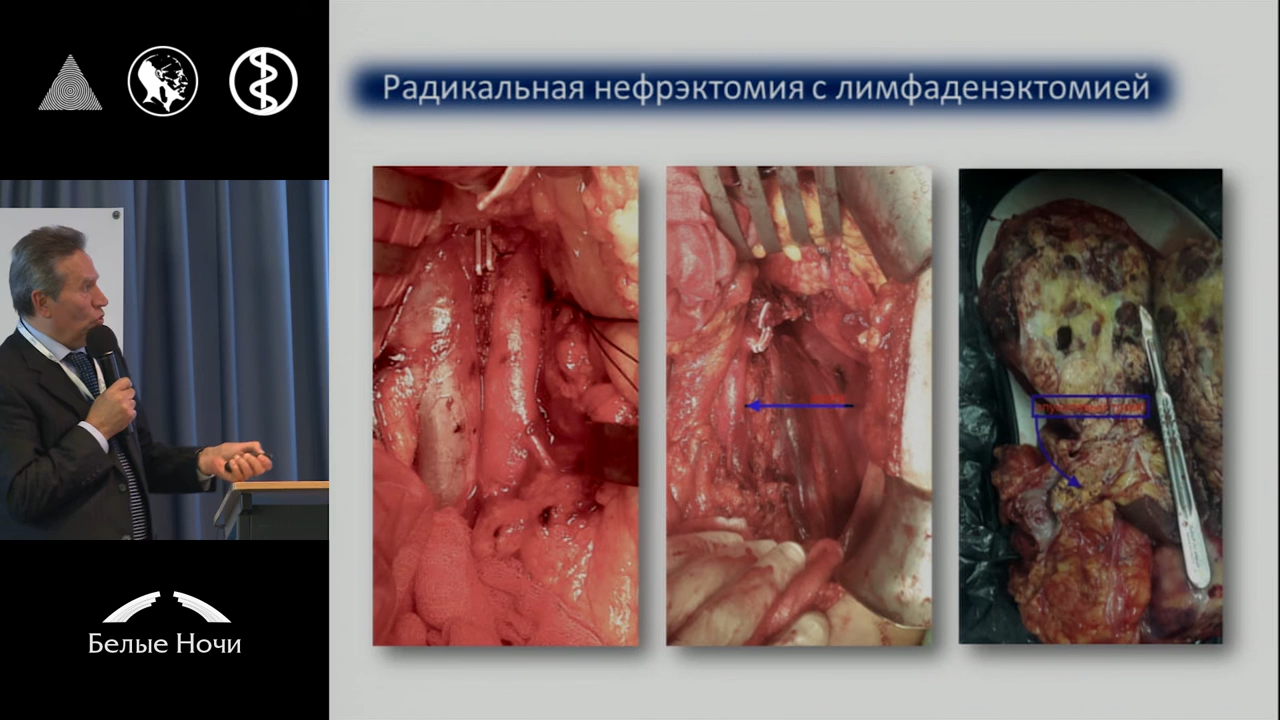 Радикальная нефрэктомия с лимфаденэктомией
Белые Ночи